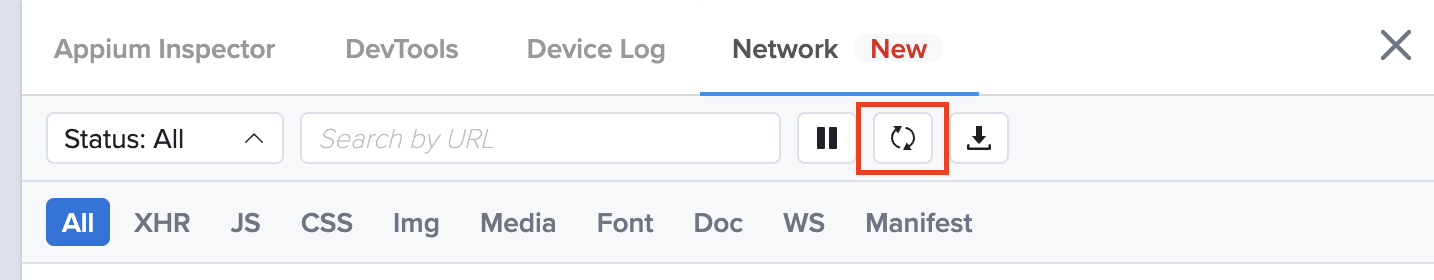 Appium Inspector DevTools Device Log Network New
Status: All Search by URL
All XHR JS CSS Img Media Font Doc WS Manifest